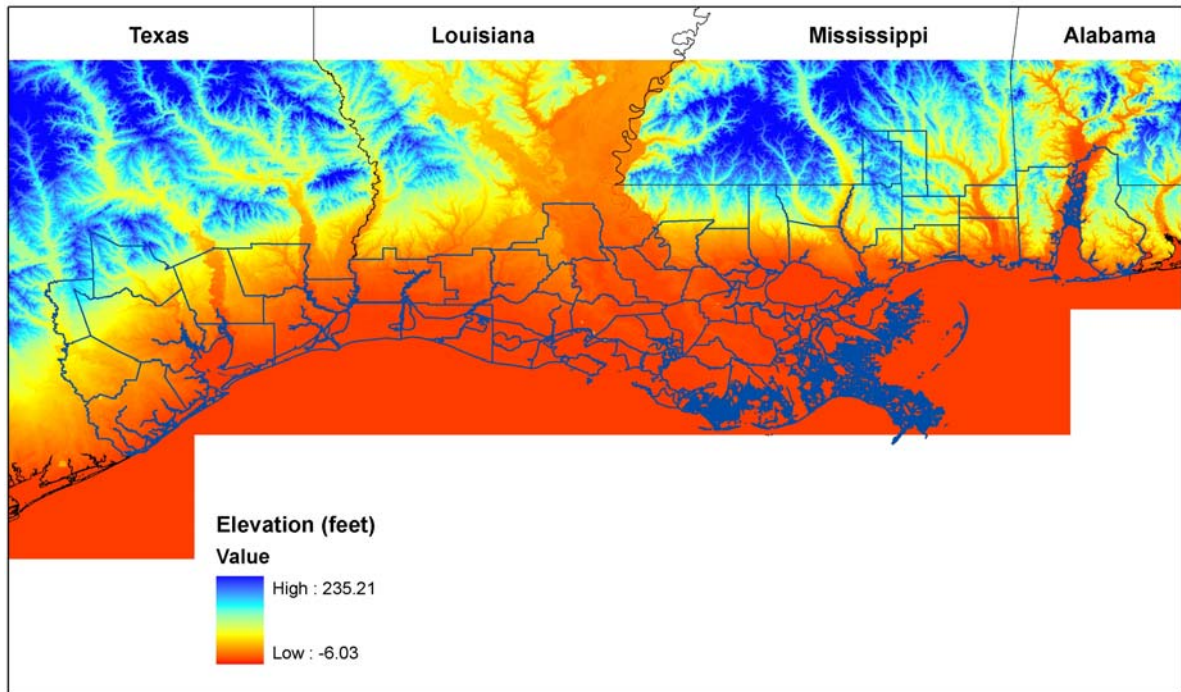 Texas Louisiana Mississippi Alabama
Elevation (feet)
Value
High : 235.21
Low : -6.03